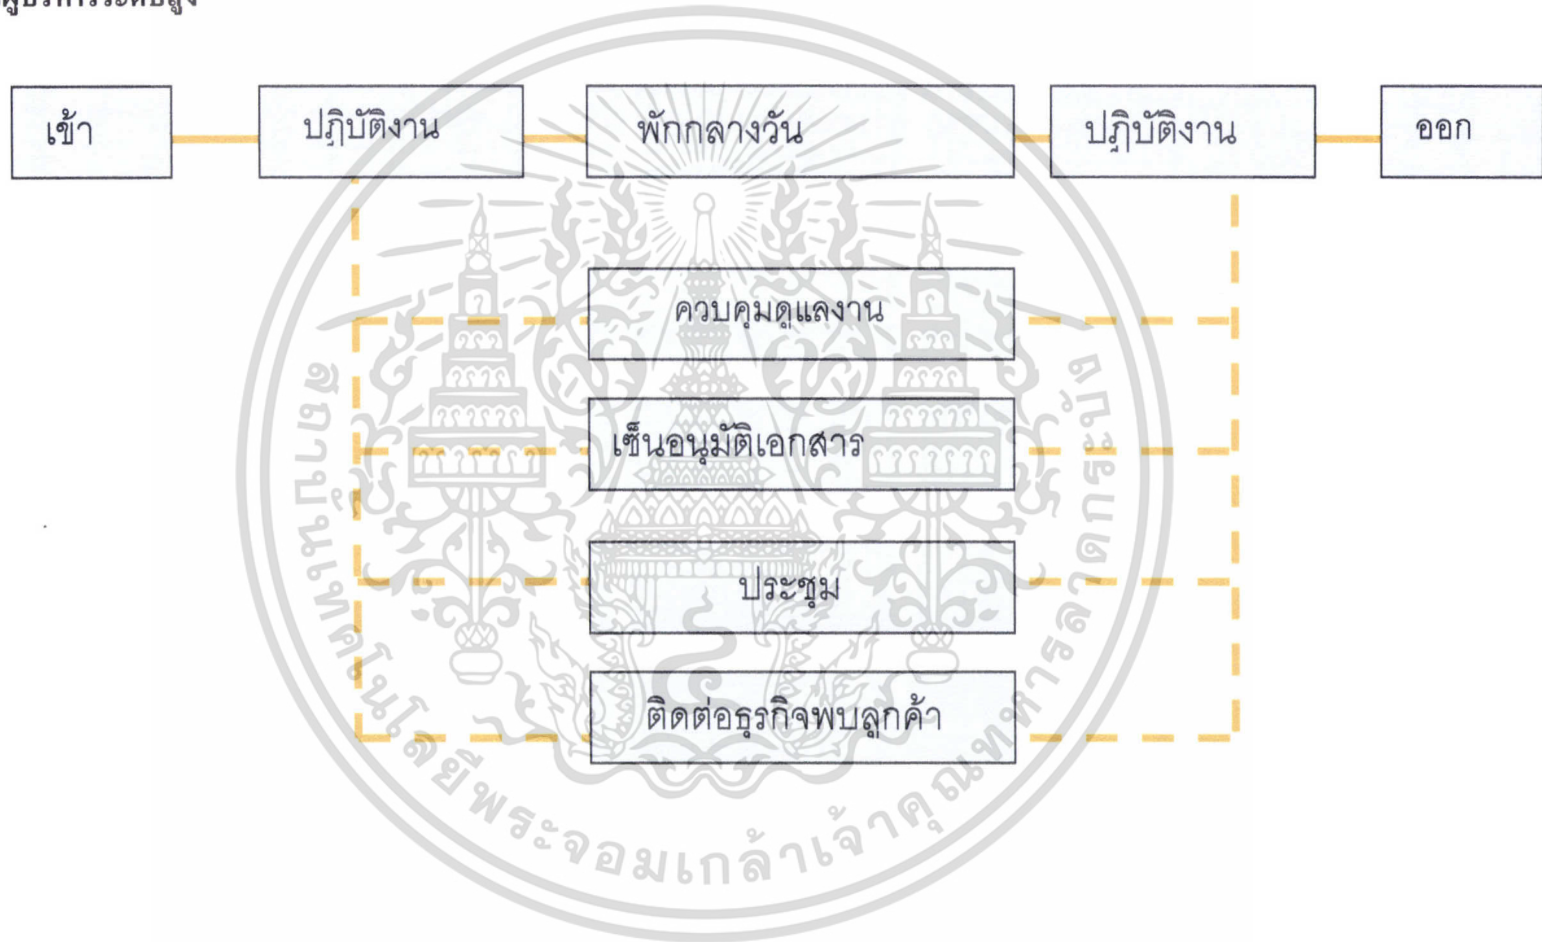 ผู้บริหารระดับสูง
เข้า
ปฏิบัติงาน
พักกลางวัน
ปฏิบัติงาน
ออก
ควบคุมดูแลงาน
เซ็นอนุมัติเอกสาร
ประชุม
ติดต่อธุรกิจพบลูกค้า
สถาบันเทคโนโลยีพระจอมเกล้าเจ้าคุณทหารลาดกระบัง